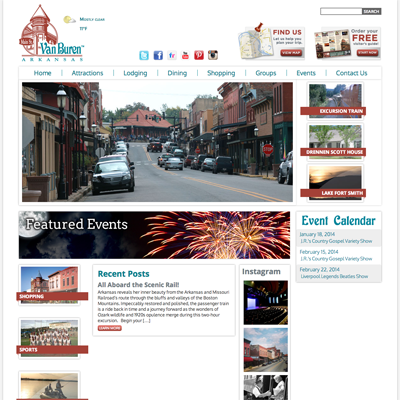 SEARCH
Van Buren
ARKANSAS
Mostly clear
11°F
FIND US
Let us help you
plan your trip.
VIEW MAP
Order your
FREE
visitor's guide!
START NOW
Home
Attractions
Lodging
Dining
Shopping
Groups
Events
Contact Us
EXCURSION TRAIN
DRENNEN SCOTT HOUSE
LAKE FORT SMITH
Featured Events
Event Calendar
January 18, 2014
J.R.'s Country Gospel Variety Show
February 15, 2014
J.R.'s Country Gosepl Variety Show
February 22, 2014
Liverpool Legends Beatles Show
SHOPPING
SPORTS
Recent Posts
All Aboard the Scenic Rail!
Arkansas reveals her inner beauty from the Arkansas and Missouri
Railroad's route through the bluffs and valleys of the Boston
Mountains. Impeccably restored and polished, the passenger train
is a ride back in time and a journey forward as the wonders of
Ozark wildlife and 1920s opulence merge during this two-hour
excursion. Begin your [...]
LEARN MORE
Instagram